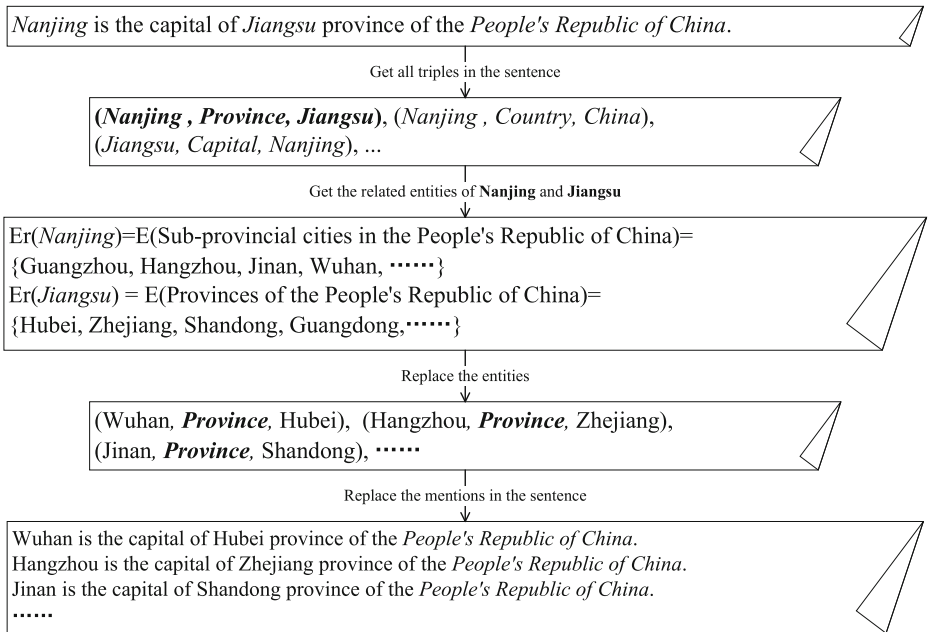 Nanjing is the capital of Jiangsu province of the People's Republic of China.
Get all triples in the sentence
(Nanjing , Province, Jiangsu), (Nanjing , Country, China),
(Jiangsu, Capital, Nanjing), ...
Get the related entities of Nanjing and Jiangsu
Er(Nanjing)=E(Sub-provincial cities in the People's Republic of China)=
{Guangzhou, Hangzhou, Jinan, Wuhan, ⋯⋯}
Er(Jiangsu) = E(Provinces of the People's Republic of China)=
{Hubei, Zhejiang, Shandong, Guangdong,⋯⋯}
Replace the entities
(Wuhan, Province, Hubei), (Hangzhou, Province, Zhejiang),
(Jinan, Province, Shandong), ⋯⋯
Replace the mentions in the sentence
Wuhan is the capital of Hubei province of the People's Republic of China.
Hangzhou is the capital of Zhejiang province of the People's Republic of China.
Jinan is the capital of Shandong province of the People's Republic of China.
⋯⋯